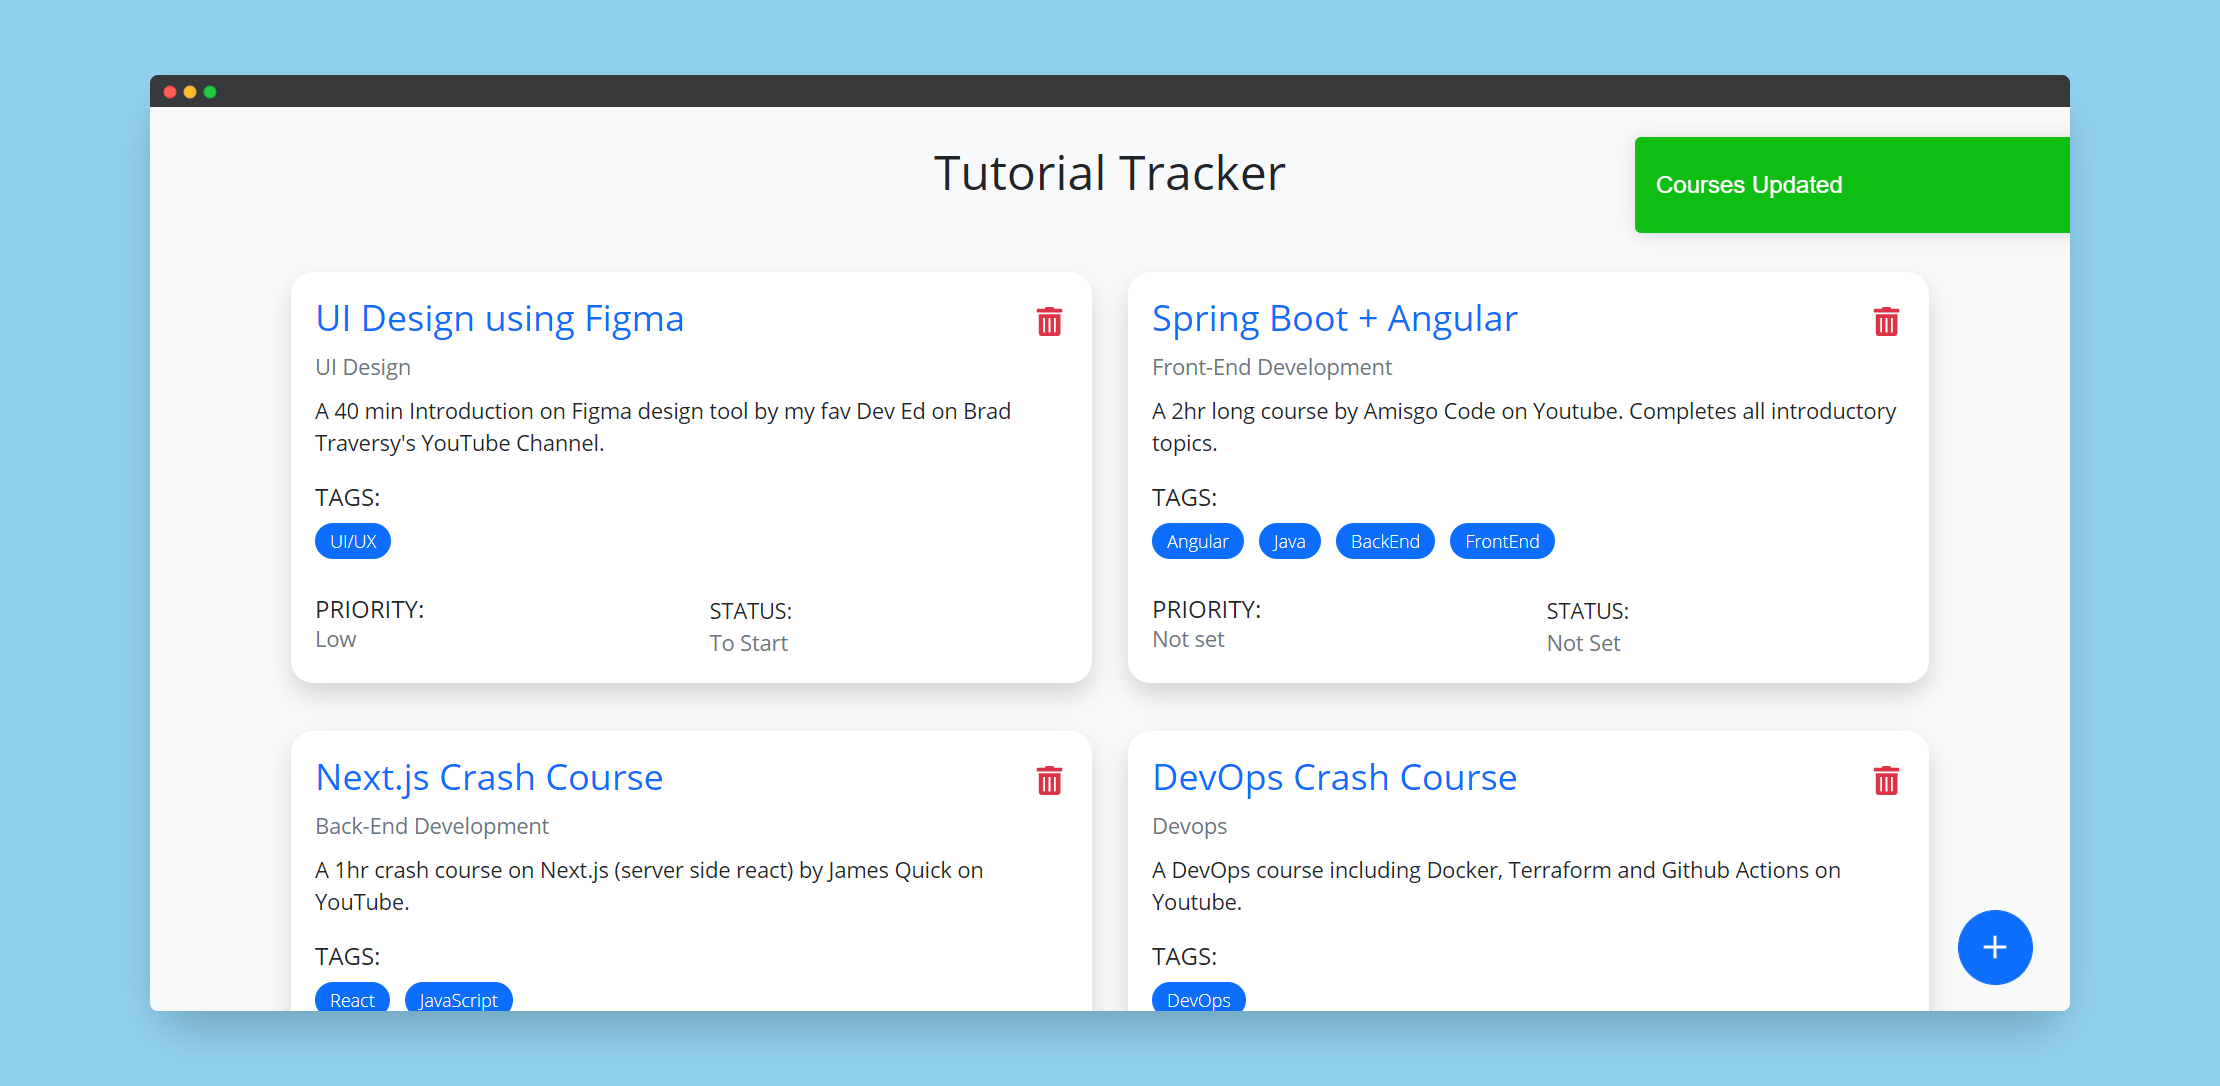 Tutorial Tracker
Courses Updated
UI Design using Figma
UI Design
A 40 min Introduction on Figma design tool by my fav Dev Ed on Brad
Traversy's YouTube Channel.
TAGS:
UI/UX
PRIORITY:
Low
STATUS:
To Start
Spring Boot + Angular
Front-End Development
A 2hr long course by Amisgo Code on Youtube. Completes all introductory
topics.
TAGS:
Angular Java BackEnd FrontEnd
PRIORITY:
Not set
STATUS:
Not Set
Next.js Crash Course
Back-End Development
A 1hr crash course on Next.js (server side react) by James Quick on
YouTube.
TAGS:
React JavaScript
DevOps Crash Course
Devops
A DevOps course including Docker, Terraform and Github Actions on
Youtube.
TAGS:
DevOps